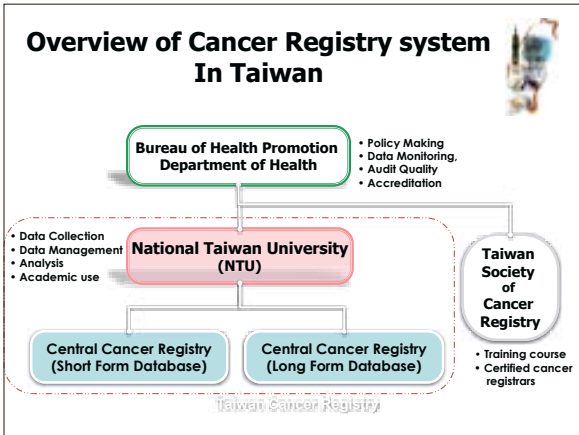 Overview of Cancer Registry system
In Taiwan
Bureau of Health Promotion
Department of Health
• Policy Making
• Data Monitoring,
• Audit Quality
• Accreditation
• Data Collection
• Data Management
• Analysis
• Academic use
National Taiwan University
(NTU)
Taiwan
Society
of
Cancer
Registry
Central Cancer Registry
(Short Form Database)
Central Cancer Registry
(Long Form Database)
• Training course
• Certified cancer
registrars
Taiwan Cancer Registry